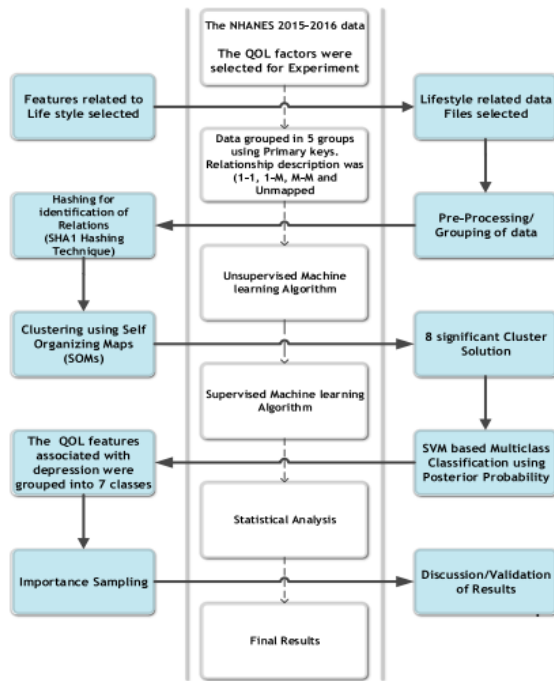 The NHANES 2015-2016 data
The QOL factors were
selected for Experiment
Features related to
Life style selected
Lifestyle related data
Files selected
Data grouped in 5 groups
using Primary keys.
Relationship description was
(1-1, 1-M, M-M and
Unmapped
Hashing for
identification of
Relations
(SHA1 Hashing
Technique)
Pre-Processing/
Grouping of data
Unsupervised Machine
learning Algorithm
Clustering using Self
Organizing Maps
(SOMs)
8 significant Cluster
Solution
Supervised Machine learning
Algorithm
The QOL features
associated with
depression were
grouped into 7 classes
SVM based Multiclass
Classification using
Posterior Probability
Statistical Analysis
Importance Sampling
Discussion/Validation
of Results
Final Results